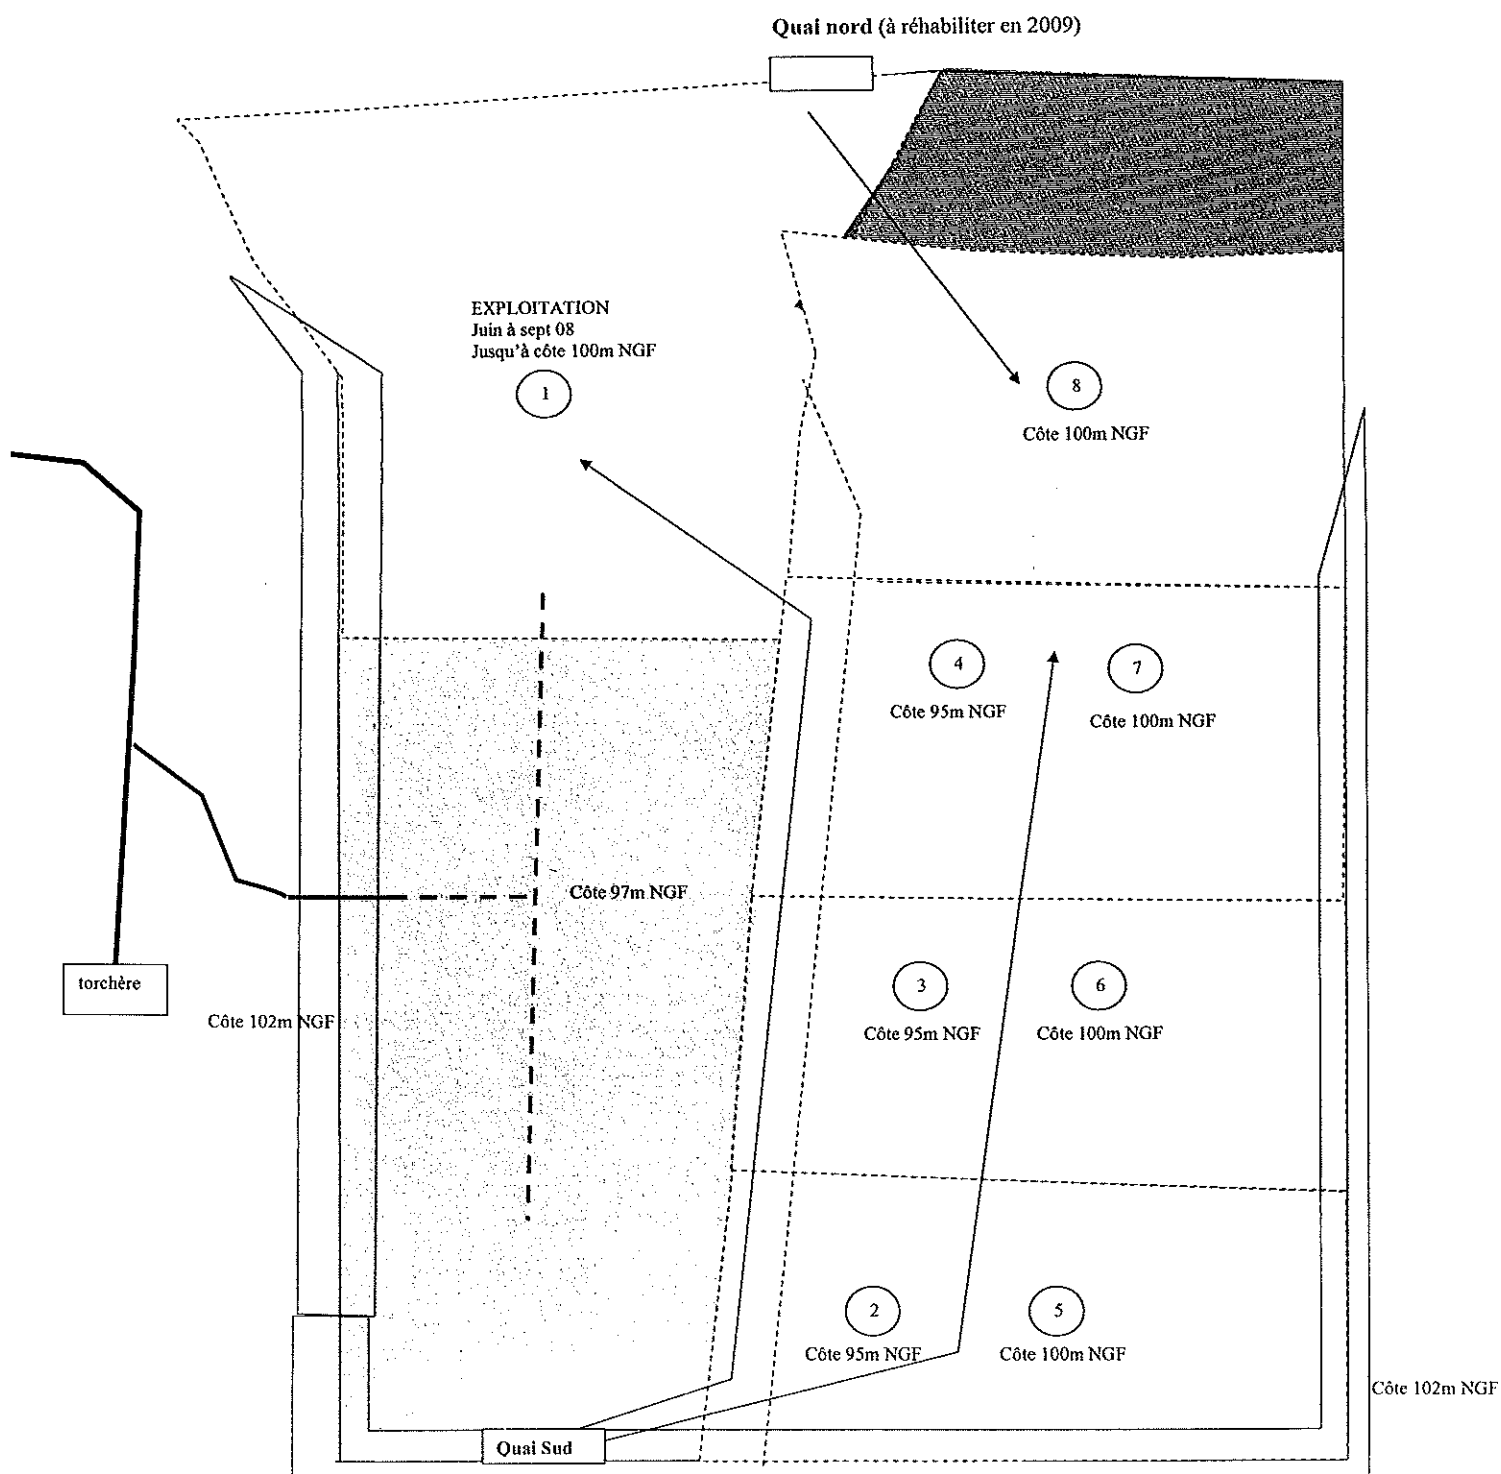 Quai nord (à réhabiliter en 2009)
EXPLOITATION
Juin à sept 08
Jusqu'à côte 100m NGF
1
8
Côte 100m NGF
4
7
Côte 95m NGF
Côte 100m NGF
Côte 97m NGF
torchère
3
6
Côte 102m NGF
Côte 95m NGF
Côte 100m NGF
2
5
Côte 95m NGF
Côte 100m NGF
Côte 102m NGF
Quai Sud